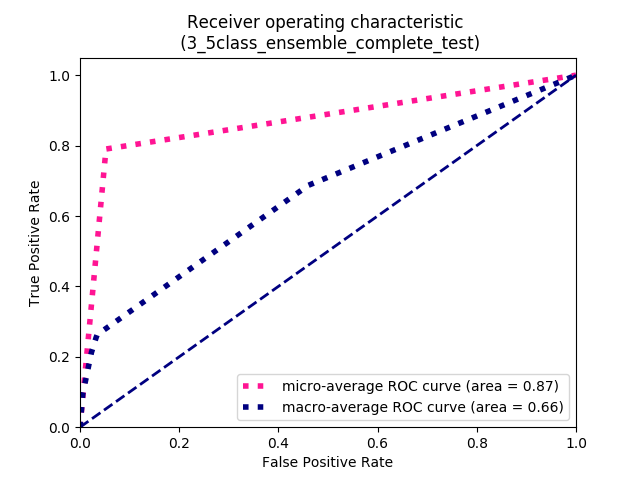 Receiver operating characteristic
(3_5class_ensemble_complete_test)
True Positive Rate
1.0
0.8
0.6
0.4
0.2
0.0
micro-average ROC curve (area = 0.87)
macro-average ROC curve (area = 0.66)
0.0 0.2 0.4 0.6 0.8 1.0
False Positive Rate